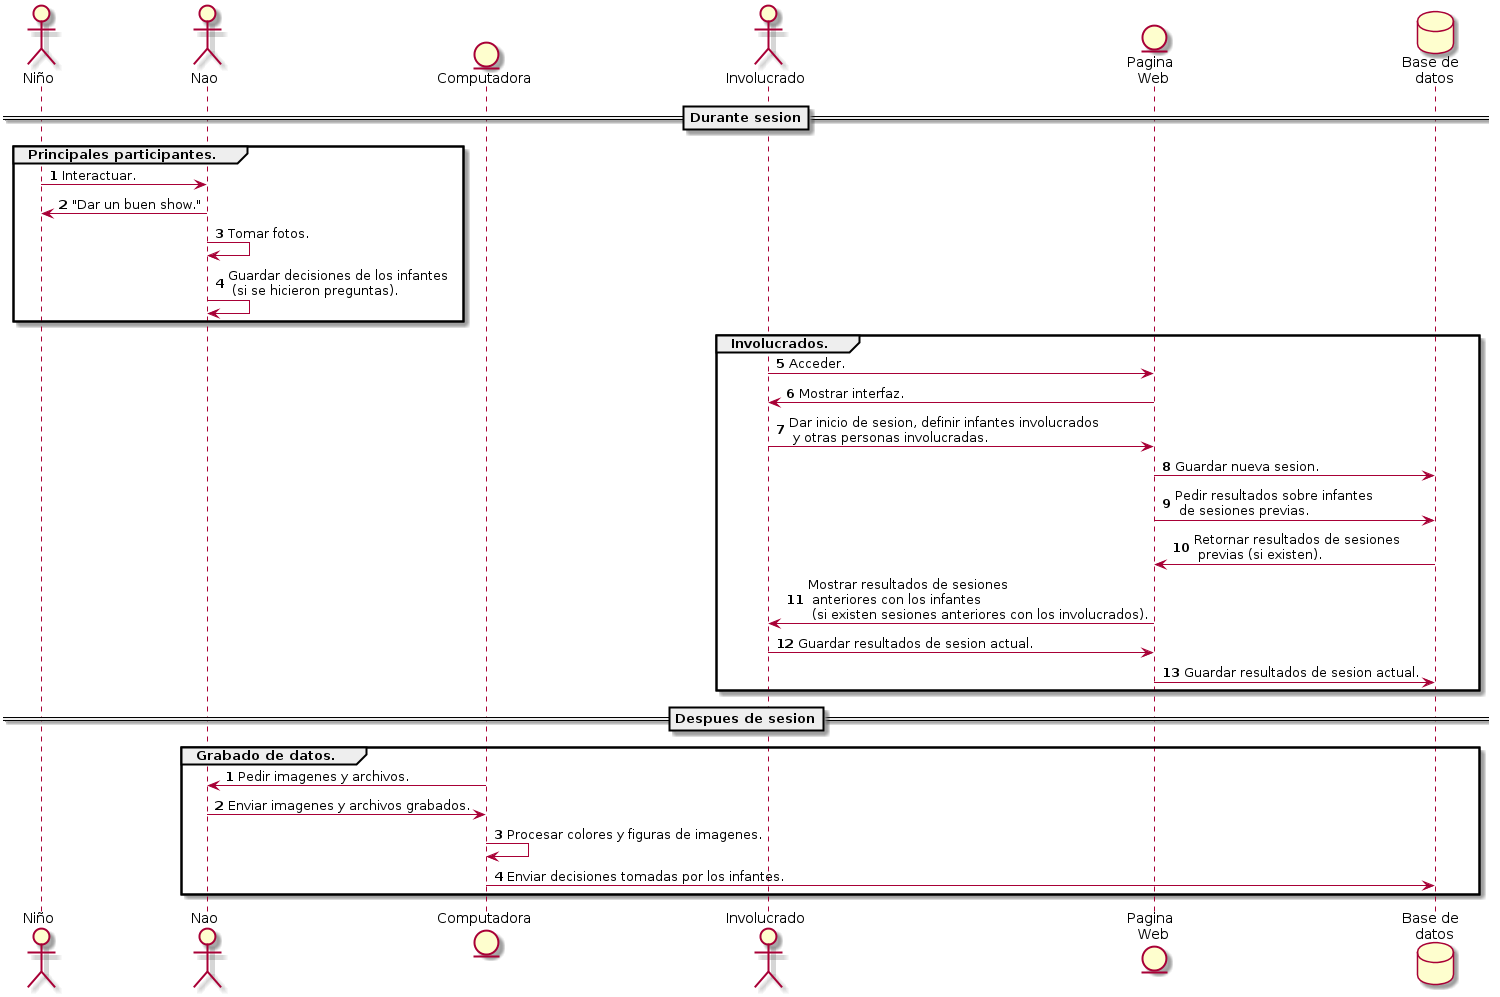 Niño
Nao
Computadora
Involucrado
Pagina
Web
Base de
datos
Durante sesion
Principales participantes.
1 Interactuar.
2 "Dar un buen show."
3 Tomar fotos.
4 Guardar decisiones de los infantes
(si se hicieron preguntas).
Involucrados.
5 Acceder.
6 Mostrar interfaz.
7 Dar inicio de sesion, definir infantes involucrados
y otras personas involucradas.
8 Guardar nueva sesion.
9 Pedir resultados sobre infantes
de sesiones previas.
10 Retornar resultados de sesiones
previas (si existen).
11 Mostrar resultados de sesiones
anteriores con los infantes
(si existen sesiones anteriores con los involucrados).
12 Guardar resultados de sesion actual.
13 Guardar resultados de sesion actual.
Despues de sesion
Grabado de datos.
1 Pedir imagenes y archivos.
2 Enviar imagenes y archivos grabados.
3 Procesar colores y figuras de imagenes.
4 Enviar decisiones tomadas por los infantes.
Niño
Nao
Computadora
Involucrado
Pagina
Web
Base de
datos